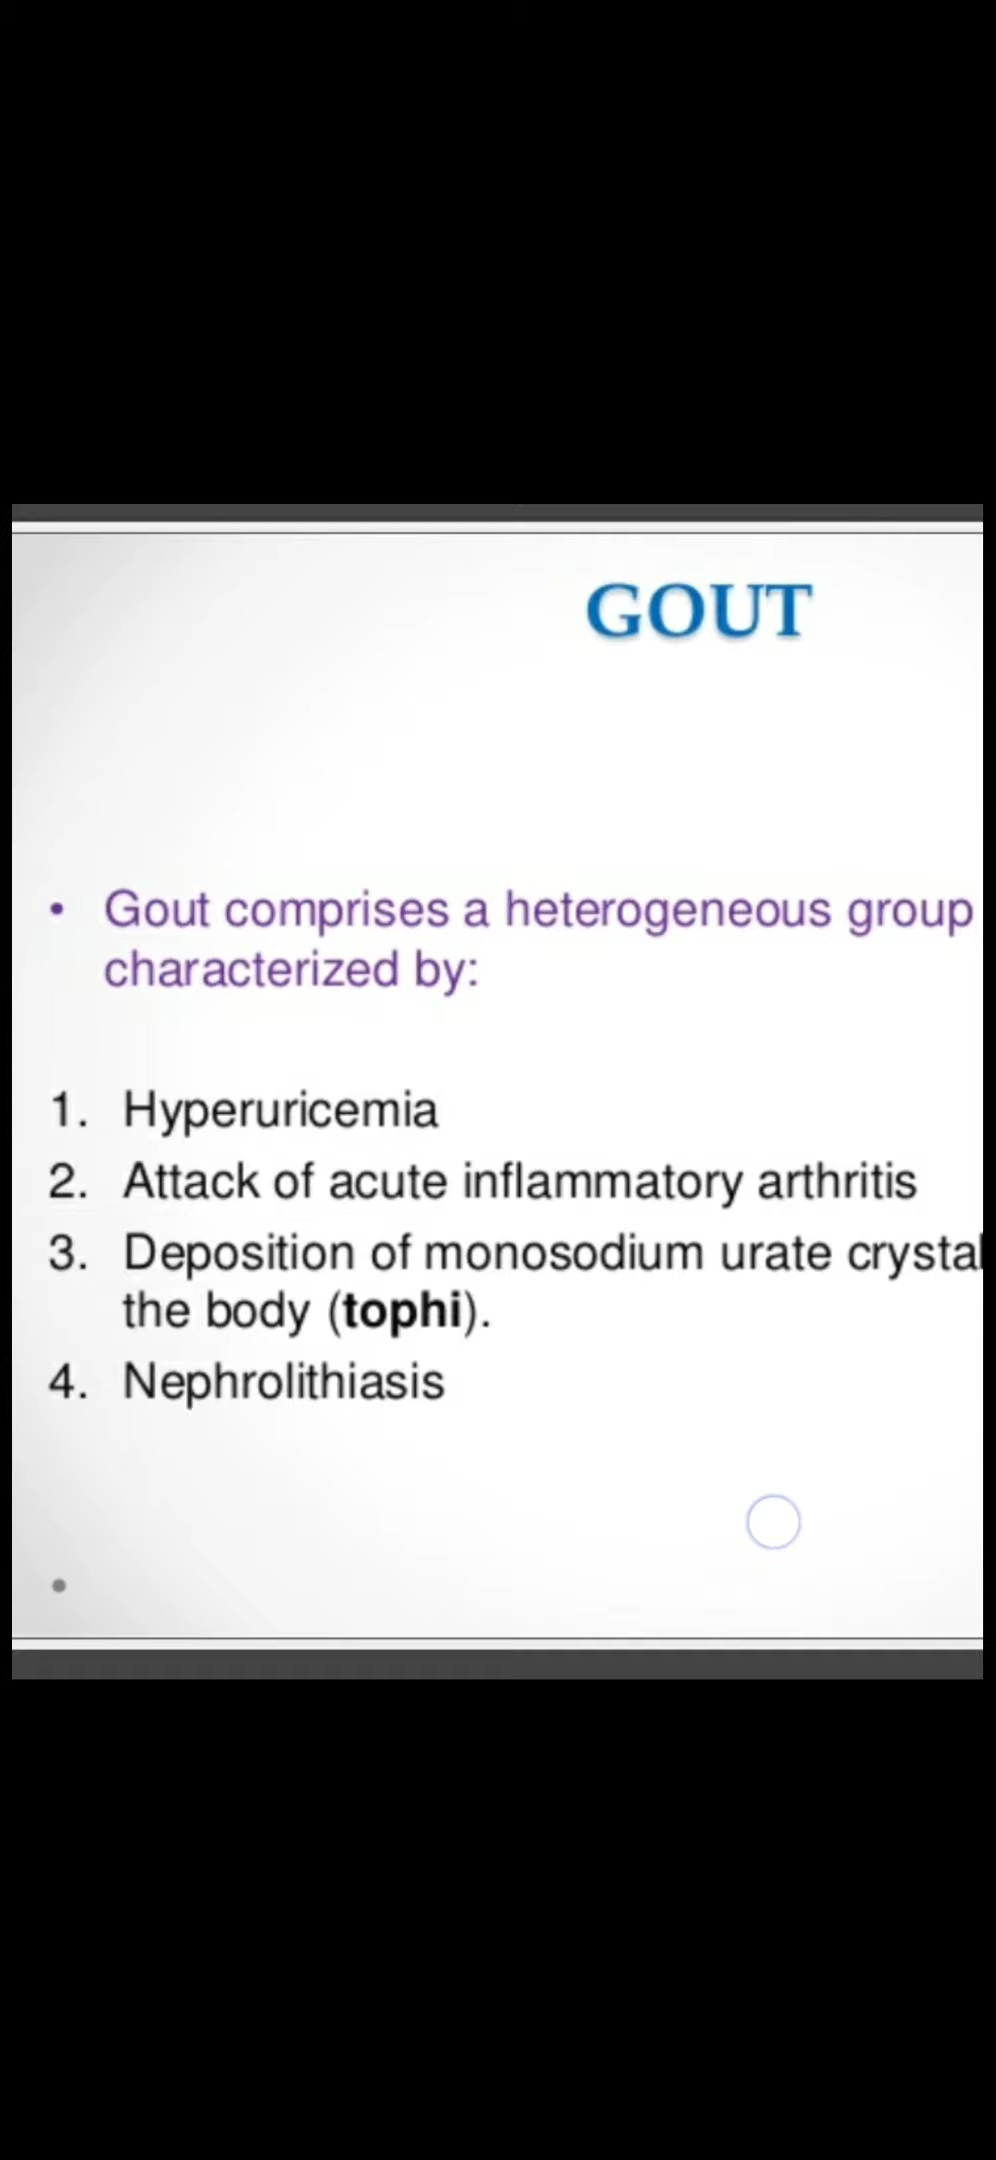 GOUT
• Gout comprises a heterogeneous group
characterized by:
1. Hyperuricemia
2. Attack of acute inflammatory arthritis
3. Deposition of monosodium urate crystal
the body (tophi).
4. Nephrolithiasis
•